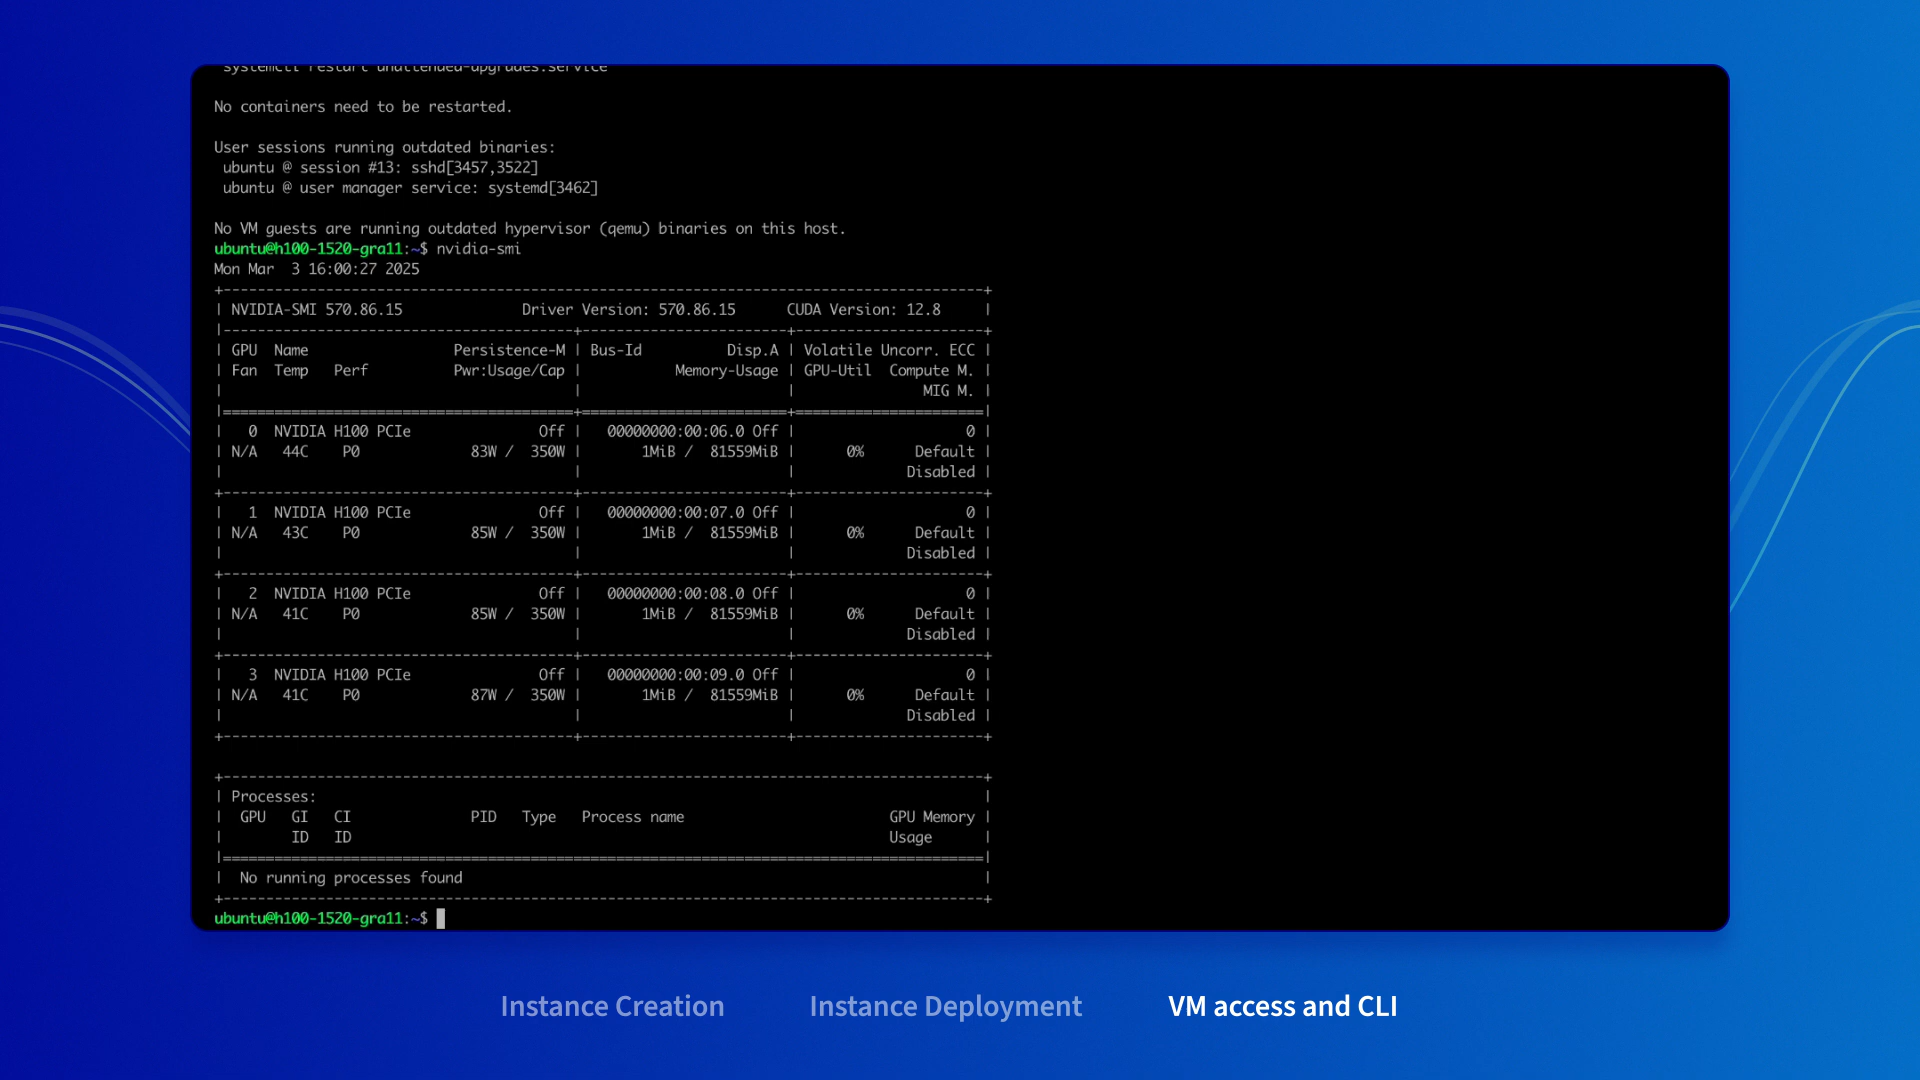 systemctl restart unattended-upgrades.service
No containers need to be restarted.
User sessions running outdated binaries:
ubuntu @ session #13: sshd[3457,3522]
ubuntu @ user manager service: systemd[3462]
No VM guests are running outdated hypervisor (qemu) binaries on this host.
ubuntu@h100-1520-gra11:~$ nvidia-smi
Mon Mar  3 16:00:27 2025
NVIDIA-SMI 570.86.15 Driver Version: 570.86.15 CUDA Version: 12.8
GPU Name Persistence-M | Bus-Id Disp.A | Volatile Uncorr. ECC
Fan Temp Perf Pwr:Usage/Cap | Memory-Usage | GPU-Util Compute M.
MIG M.
0 NVIDIA H100 PCIe Off | 00000000:00:06.0 Off | 0
N/A 44C P0 83W / 350W | 1MiB / 81559MiB | 0% Default
Disabled
1 NVIDIA H100 PCIe Off | 00000000:00:07.0 Off | 0
N/A 43C P0 85W / 350W | 1MiB / 81559MiB | 0% Default
Disabled
2 NVIDIA H100 PCIe Off | 00000000:00:08.0 Off | 0
N/A 41C P0 85W / 350W | 1MiB / 81559MiB | 0% Default
Disabled
3 NVIDIA H100 PCIe Off | 00000000:00:09.0 Off | 0
N/A 41C P0 87W / 350W | 1MiB / 81559MiB | 0% Default
Disabled
Processes:
GPU GI CI PID Type Process name GPU Memory
ID ID Usage
No running processes found
ubuntu@h100-1520-gra11:~$
Instance Creation Instance Deployment VM access and CLI